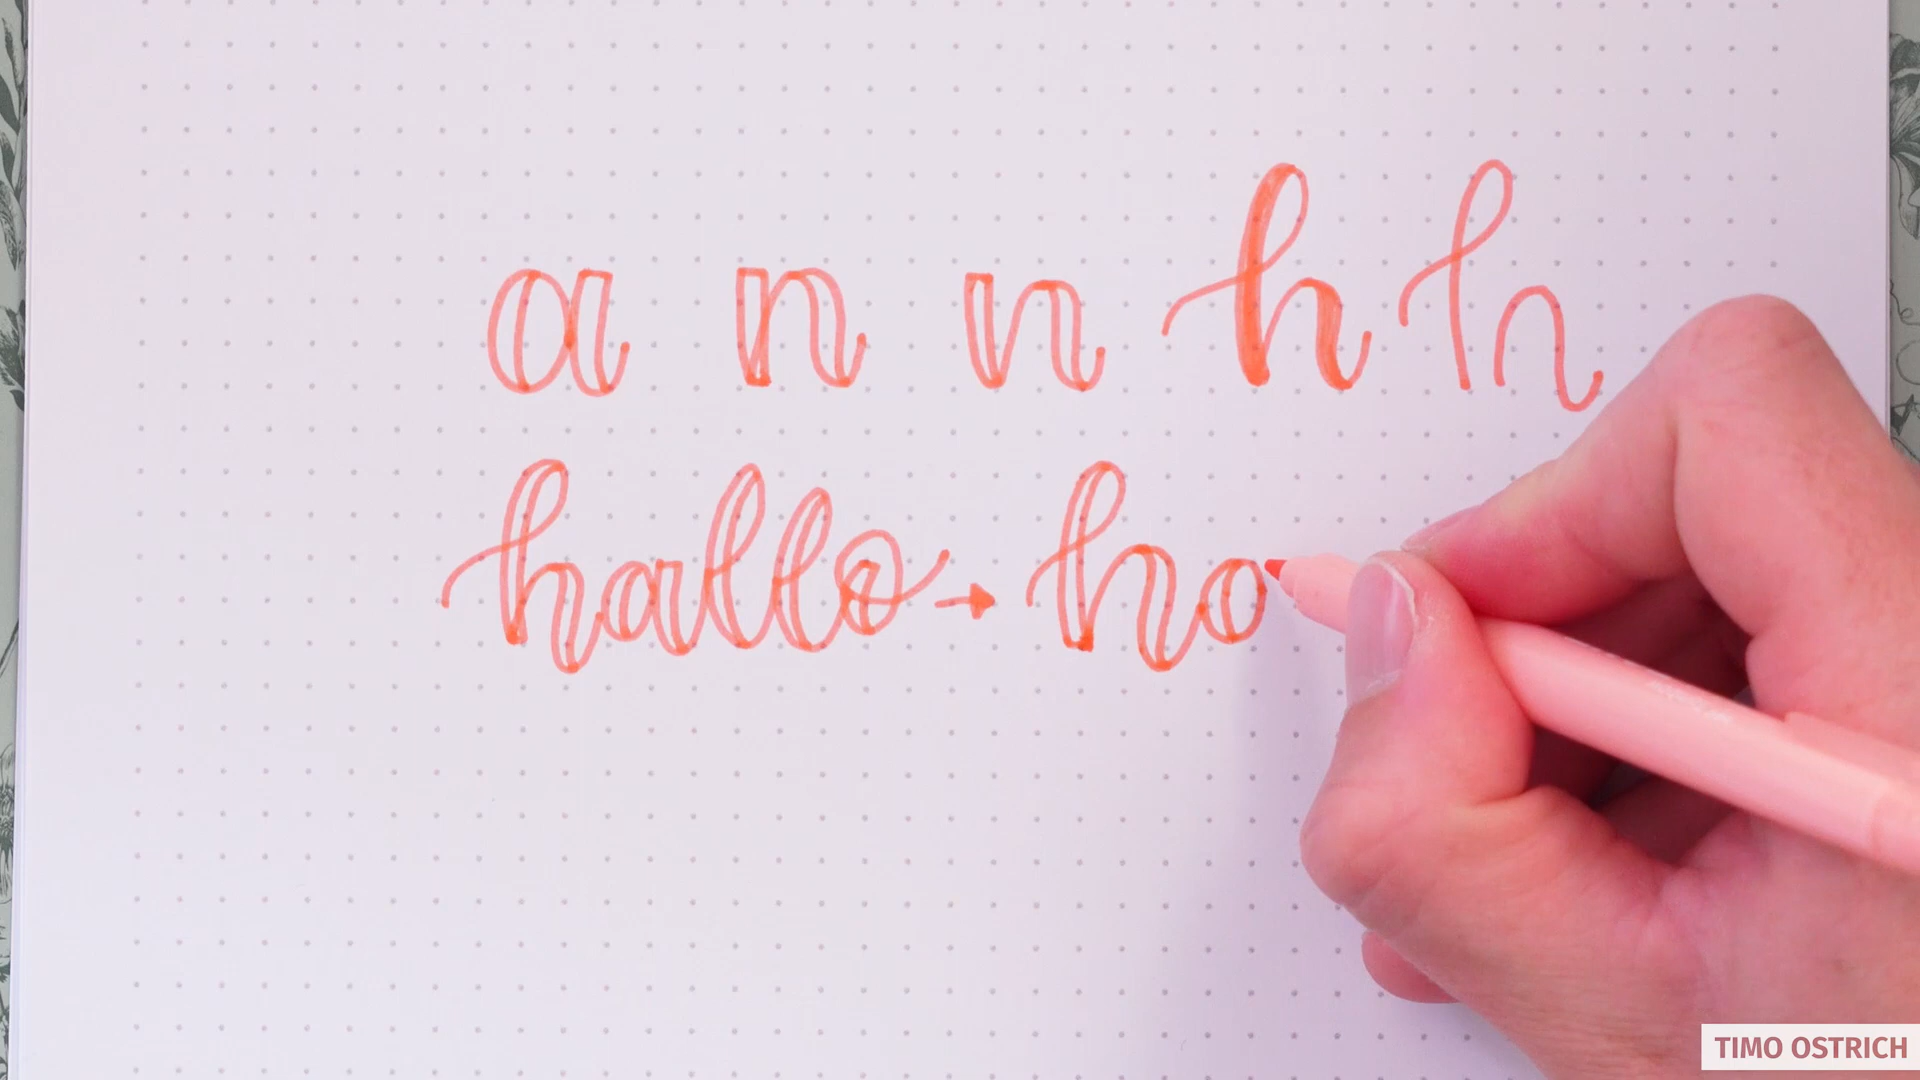 a n n h h
hallo → ho
TIMO OSTRICH